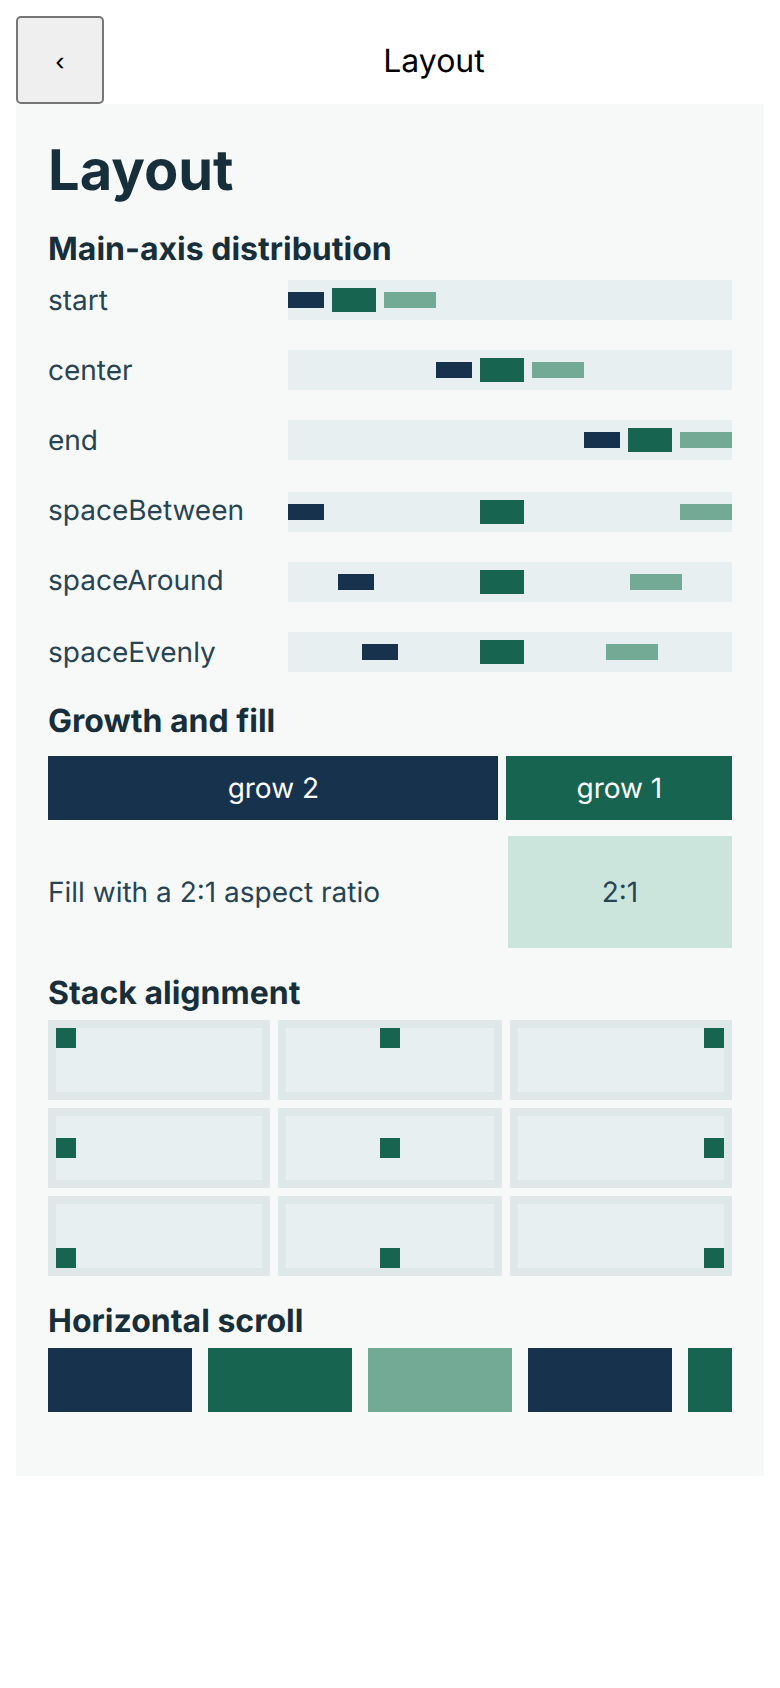 ‹
Layout
Layout
Main-axis distribution
start
center
end
spaceBetween
spaceAround
spaceEvenly
Growth and fill
grow 2
grow 1
Fill with a 2:1 aspect ratio
2:1
Stack alignment
Horizontal scroll